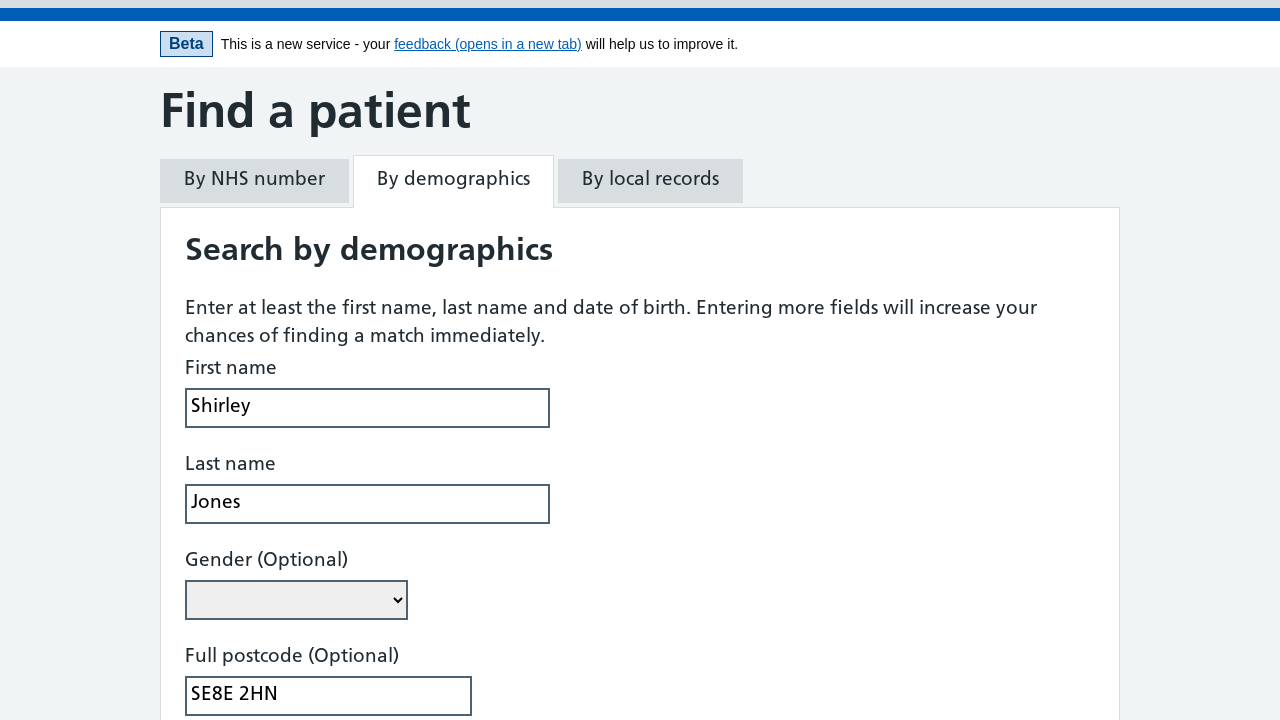 Beta This is a new service - your feedback (opens in a new tab) will help us to improve it.
Find a patient
By NHS number By demographics By local records
Search by demographics
Enter at least the first name, last name and date of birth. Entering more fields will increase your
chances of finding a match immediately.
First name
Shirley
Last name
Jones
Gender (Optional)
Full postcode (Optional)
SE8E 2HN